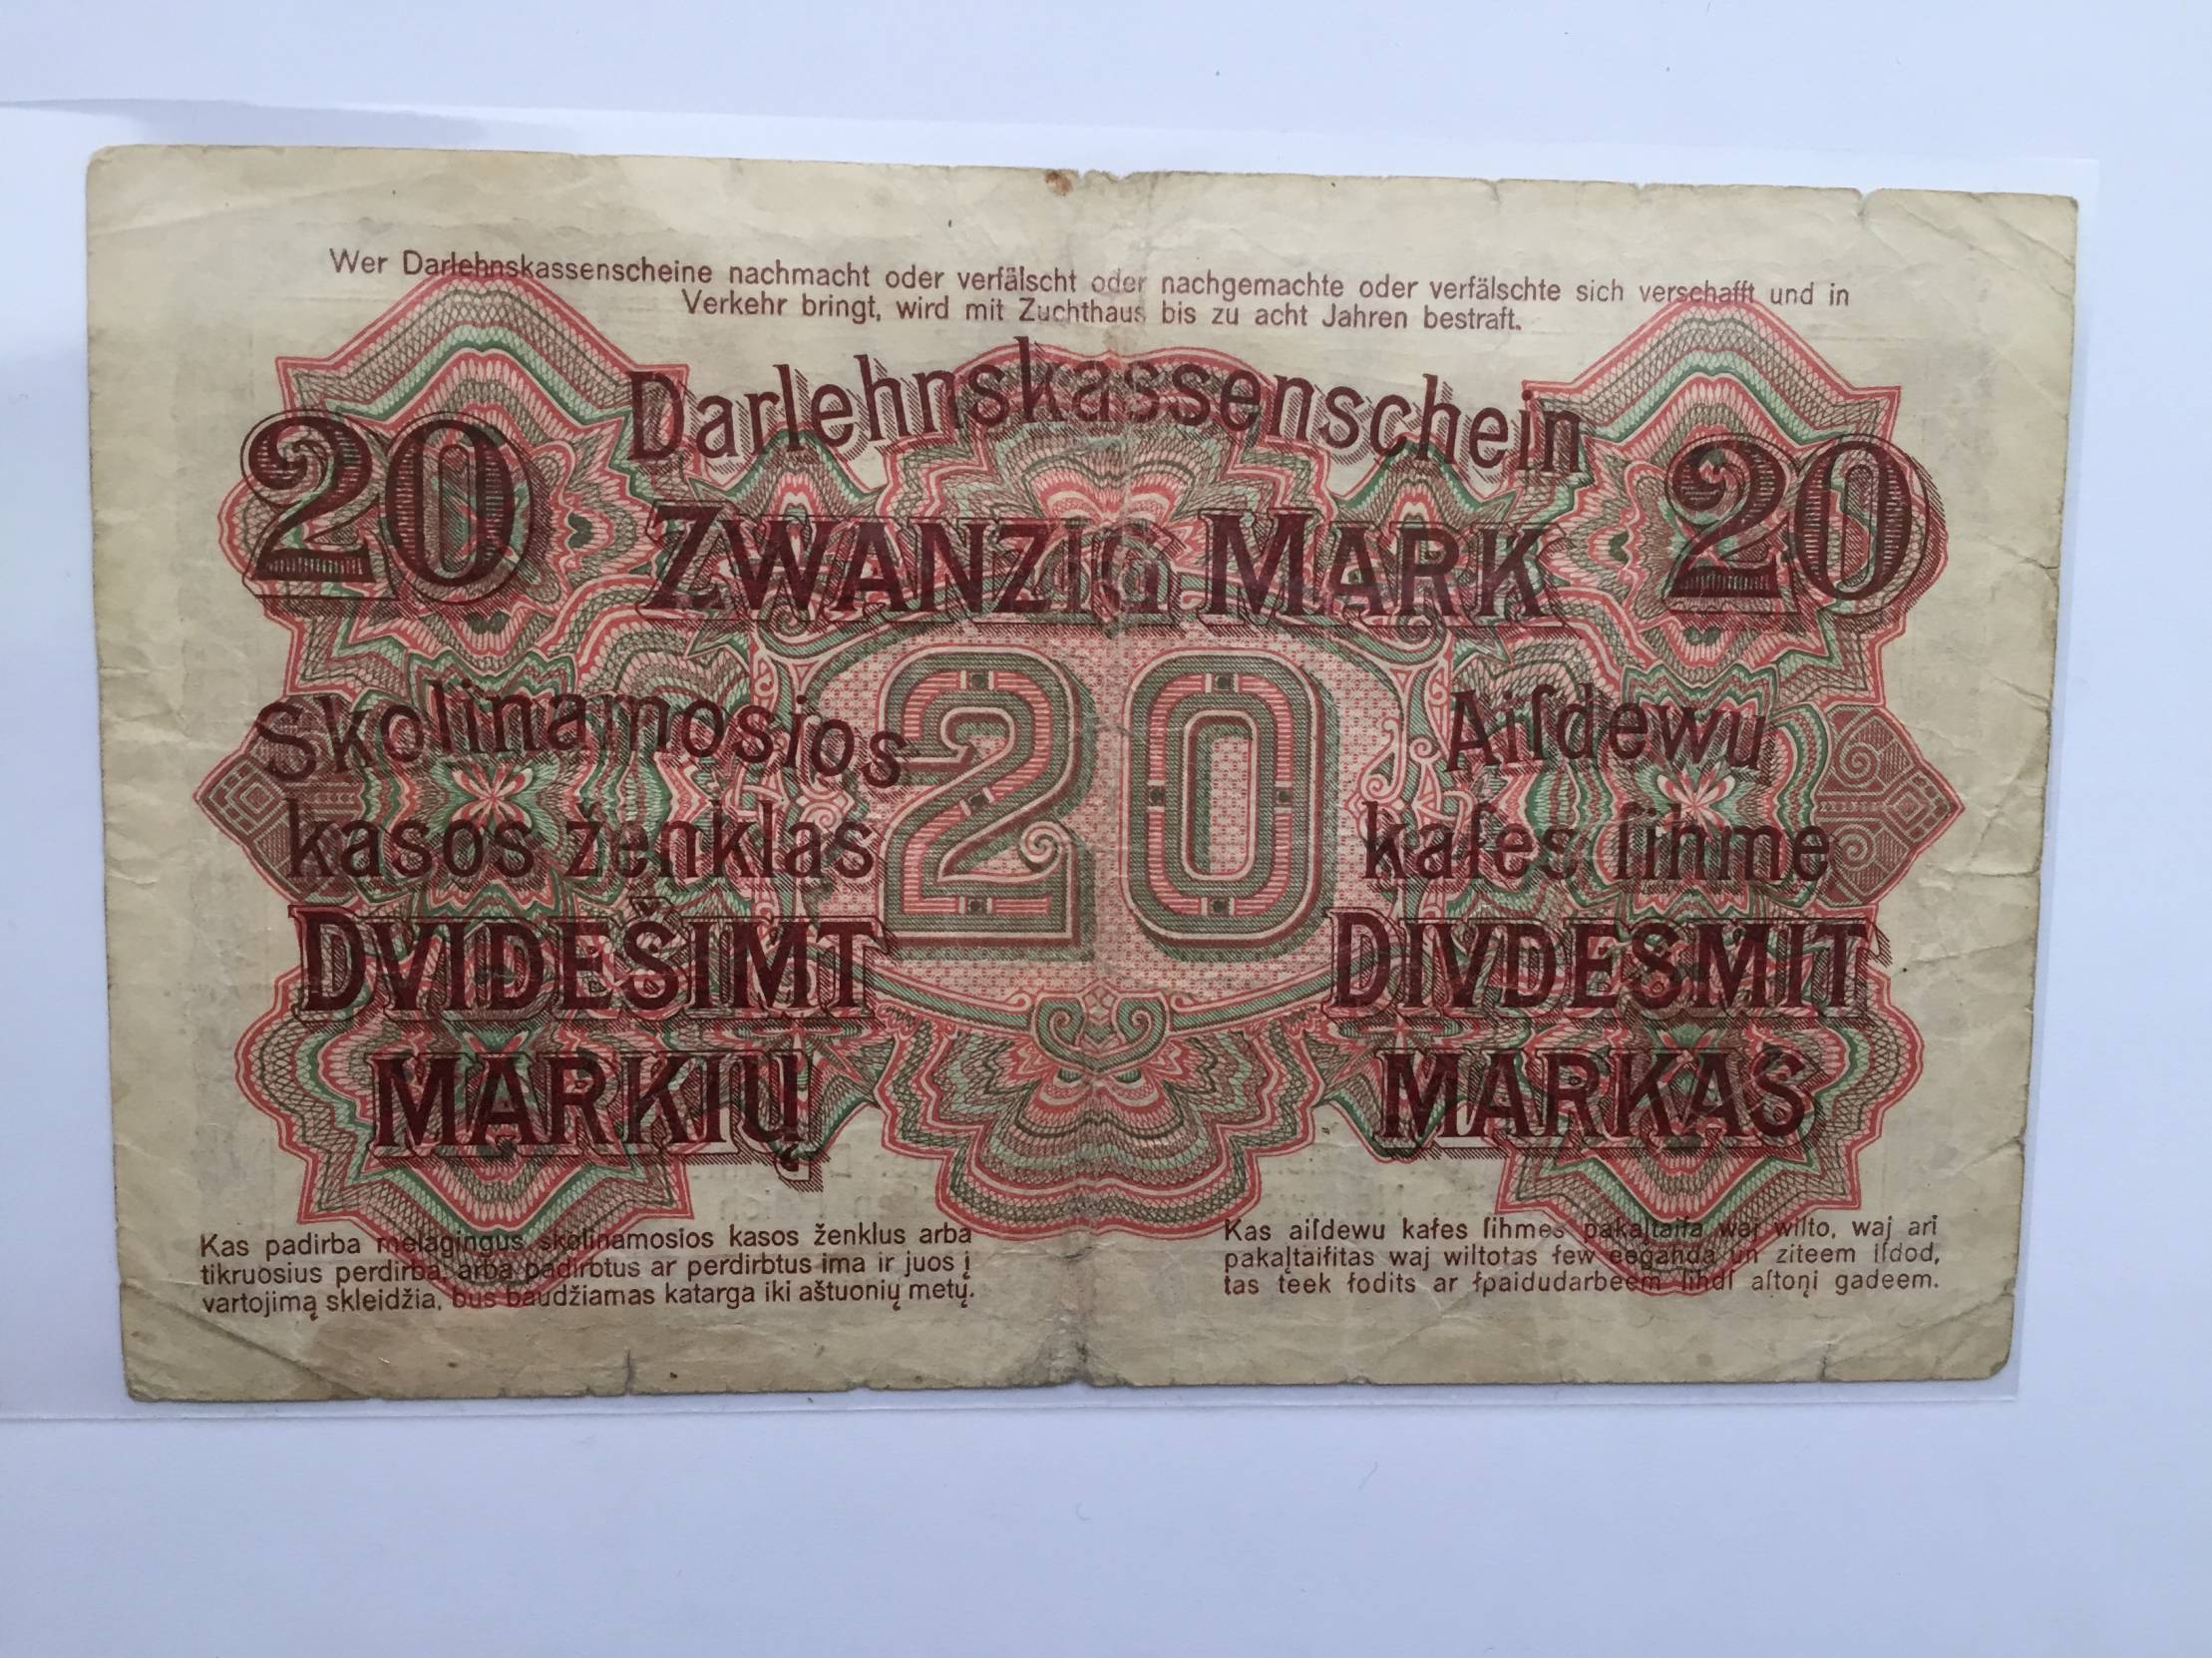 Wer Darlehnskassenscheine nachmacht oder verfälscht oder nachgemachte oder verfälschte sich verschafft und in
Verkehr bringt, wird mit Zuchthaus bis zu acht Jahren bestraft.
Darlehnskassenschein
20 20
ZWANZIG MARK
20
Skolinamosios
kasos ženklas
DVIDEŠIMT
MARKIŲ
Aiſdewu
kaſes ſihme
DIVDESMIT
MARKAS
Kas padirba melagingus skolinamosios kasos ženklus arba
tikruosius perdirba, arba padirbtus ar perdirbtus ima ir juos į
vartojimą skleidžia, bus baudžiamas katarga iki aštuonių metų.
Kas aiſdewu kaſes ſihmes pakaļtaiſa waj wilto, waj ari
pakaļtaiſitas waj wiltotas ſew eeganda un ziteem iſdod,
tas teek ſodits ar ſpaidudarbeem lihdſ aſtoņi gadeem.